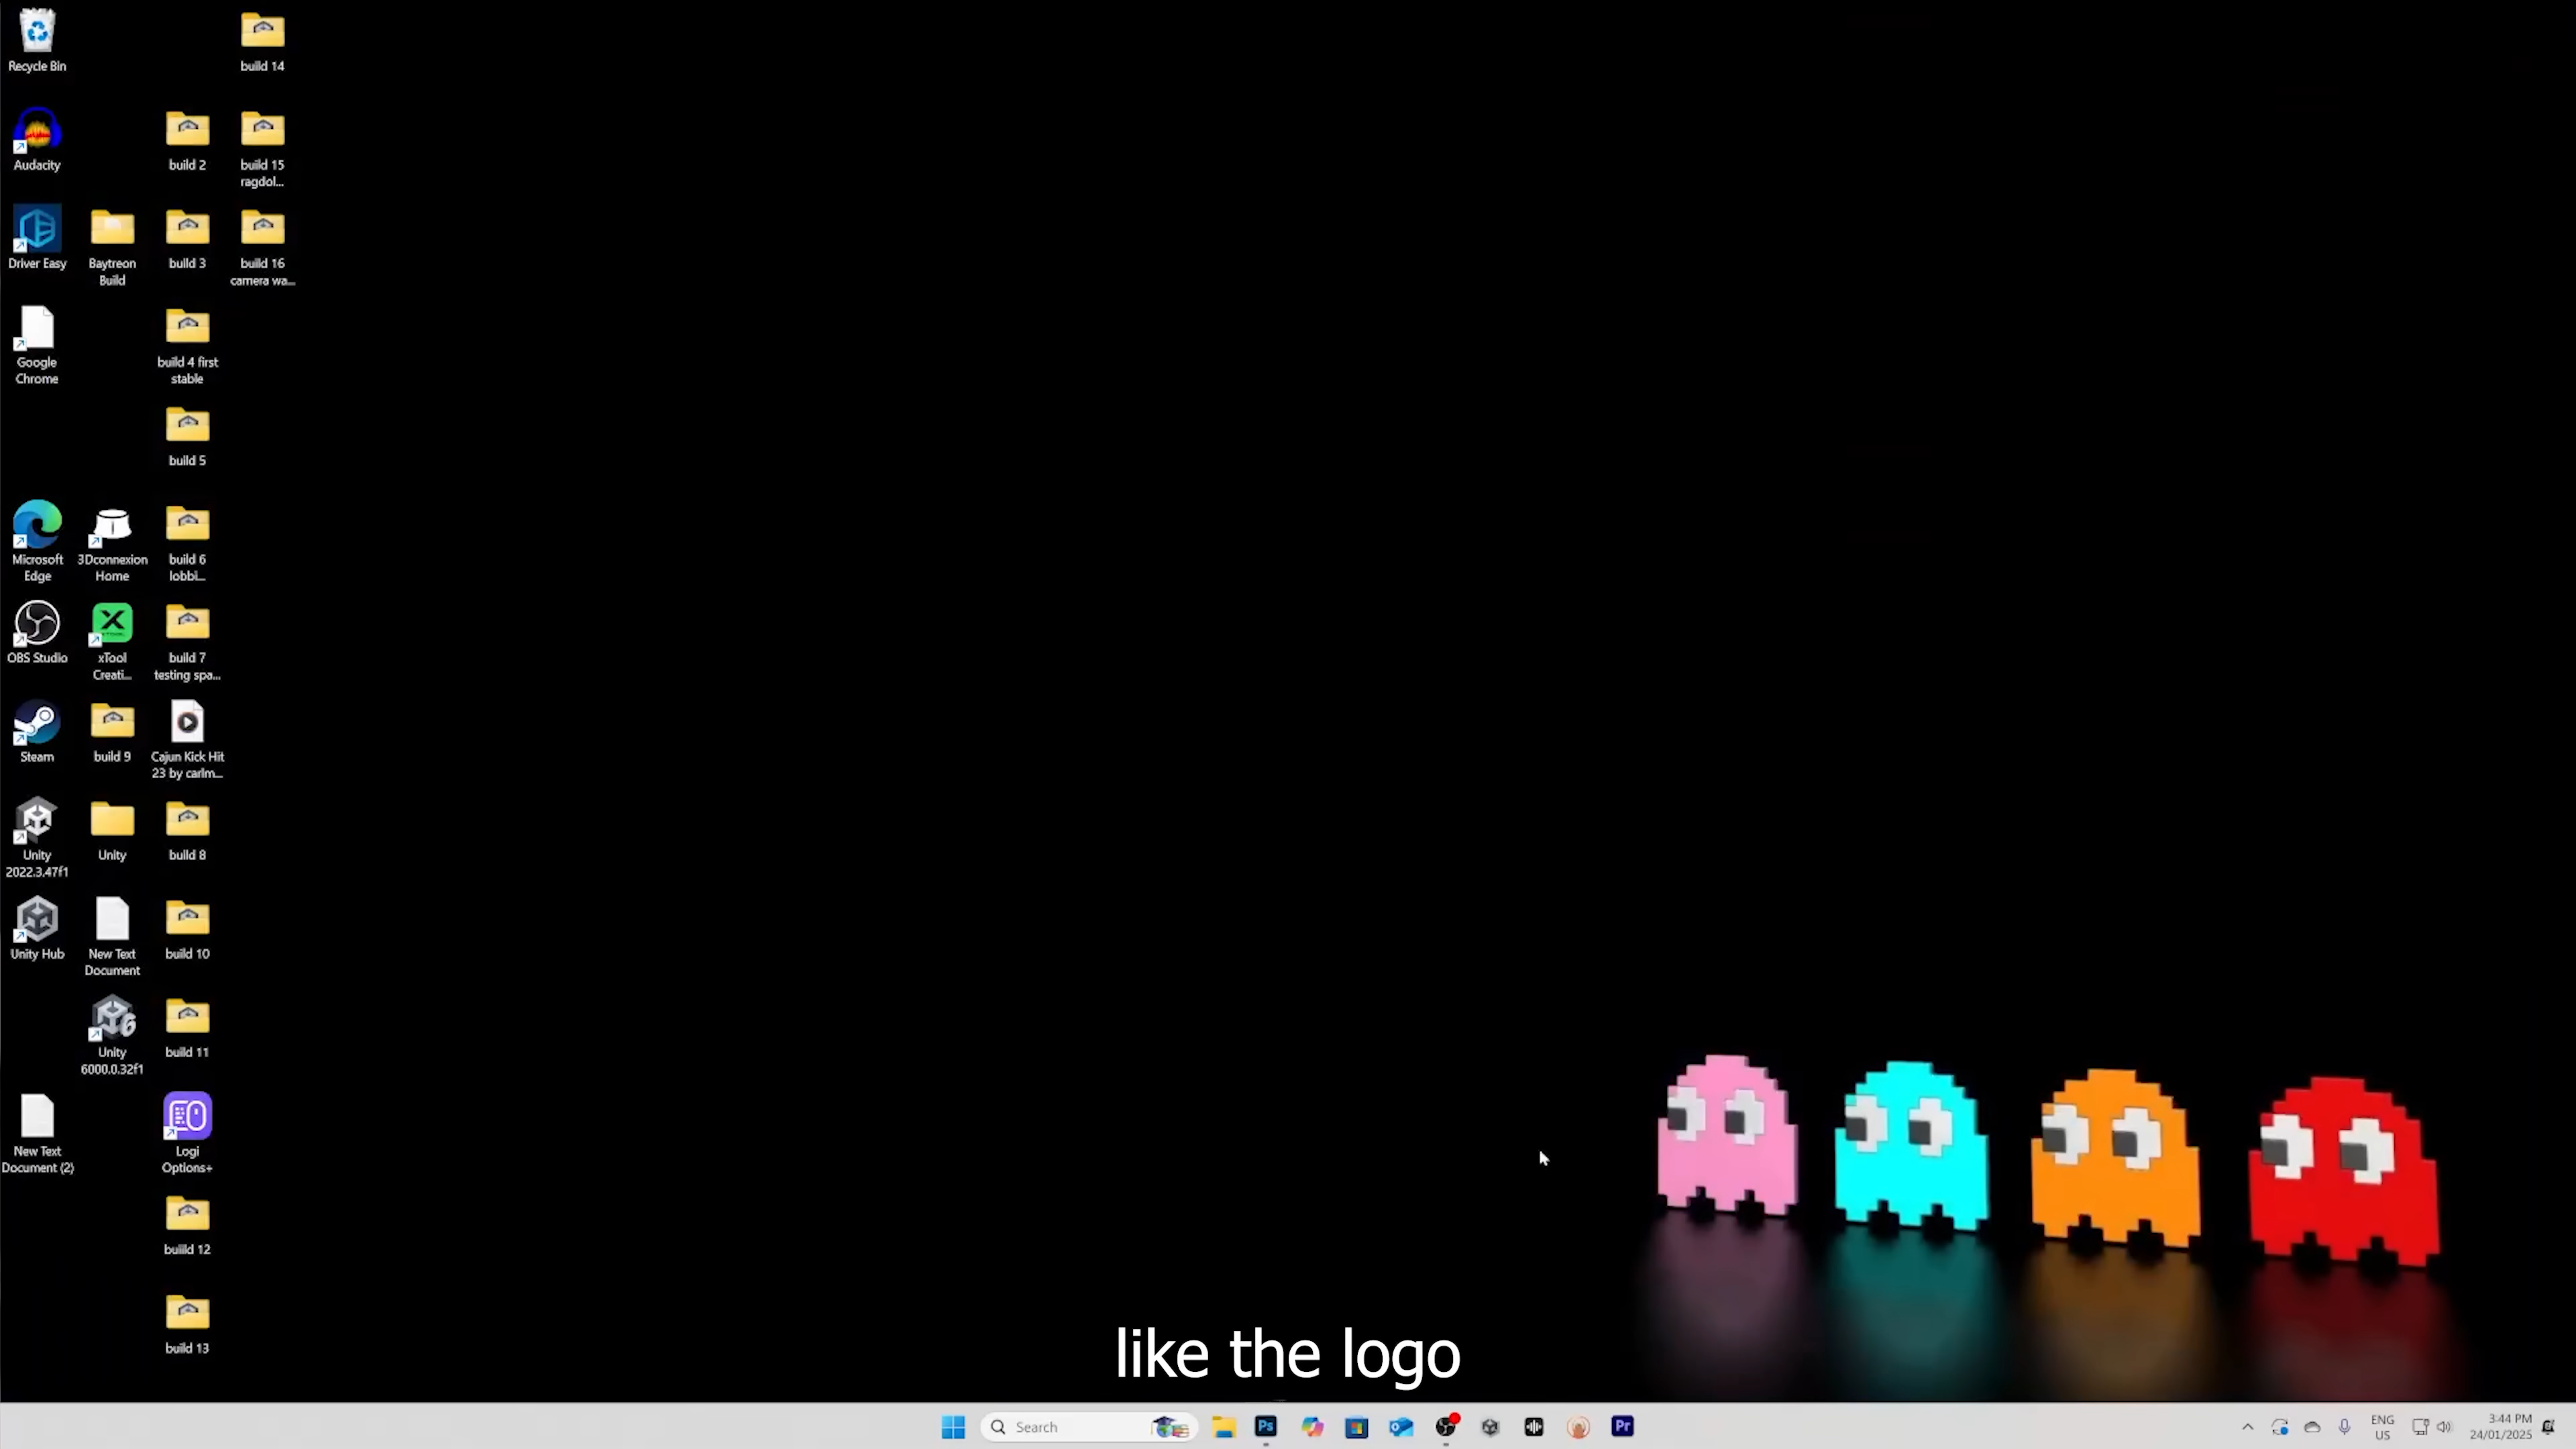 Recycle Bin
build 14
Audacity
build 2
build 15
ragdol...
Driver Easy
Baytreon
Build
build 3
build 16
camera wa...
Google
Chrome
build 4 first
stable
build 5
Microsoft
Edge
3Dconnexion
Home
build 6
lobbi...
OBS Studio
xTool
Creati...
build 7
testing spa...
Steam
build 9
Cajun Kick Hit
23 by carlm...
Unity
2022.3.47f1
Unity
build 8
Unity Hub
New Text
Document
build 10
6
Unity
6000.0.32f1
build 11
New Text
Document (2)
Logi
Options+
buiild 12
build 13
like the logo
Search
Ps
Pr
ENG
US
3:44 PM
24/01/2025